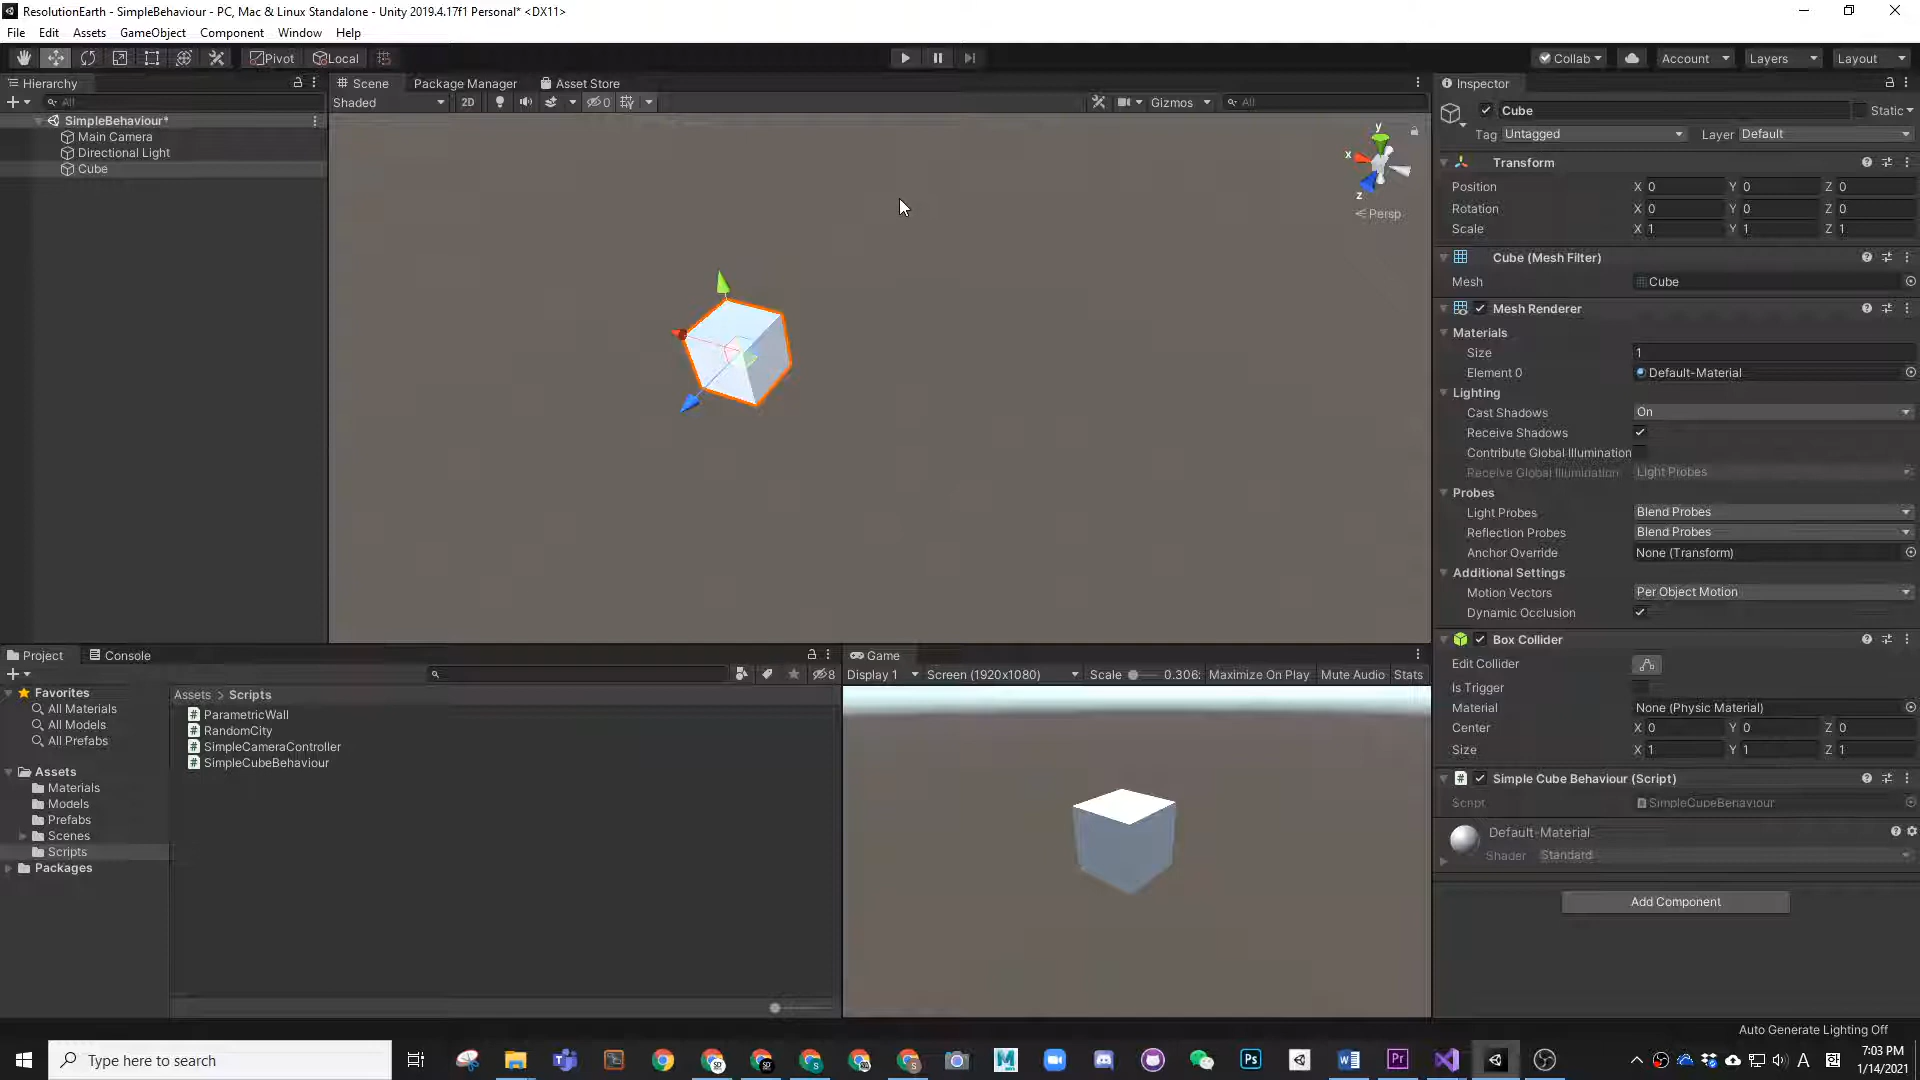 ResolutionEarth - SimpleBehaviour - PC, Mac & Linux Standalone - Unity 2019.4.17f1 Personal* <DX11>
File Edit Assets GameObject Component Window Help
Pivot Local Collab Account Layers Layout
Hierarchy
All
SimpleBehaviour*
Main Camera
Directional Light
Cube
Scene Package Manager Asset Store
Shaded 2D 0 Gizmos All
y
x
z
Persp
Inspector
Cube Static
Tag Untagged Layer Default
Transform
Position X 0 Y 0 Z 0
Rotation X 0 Y 0 Z 0
Scale X 1 Y 1 Z 1
Cube (Mesh Filter)
Mesh Cube
Mesh Renderer
Materials
Size 1
Element 0 Default-Material
Lighting
Cast Shadows On
Receive Shadows
Contribute Global Illumination
Receive Global Illumination Light Probes
Probes
Light Probes Blend Probes
Reflection Probes Blend Probes
Anchor Override None (Transform)
Additional Settings
Motion Vectors Per Object Motion
Dynamic Occlusion
Box Collider
Edit Collider
Is Trigger
Material None (Physic Material)
Center X 0 Y 0 Z 0
Size X 1 Y 1 Z 1
Simple Cube Behaviour (Script)
Script SimpleCubeBehaviour
Default-Material
Shader Standard
Add Component
Project Console
8
Favorites
All Materials
All Models
All Prefabs
Assets
Materials
Models
Prefabs
Scenes
Scripts
Packages
Assets > Scripts
ParametricWall
RandomCity
SimpleCameraController
SimpleCubeBehaviour
Game
Display 1 Screen (1920x1080) Scale 0.306: Maximize On Play Mute Audio Stats
Auto Generate Lighting Off
Type here to search
A
7:03 PM
1/14/2021